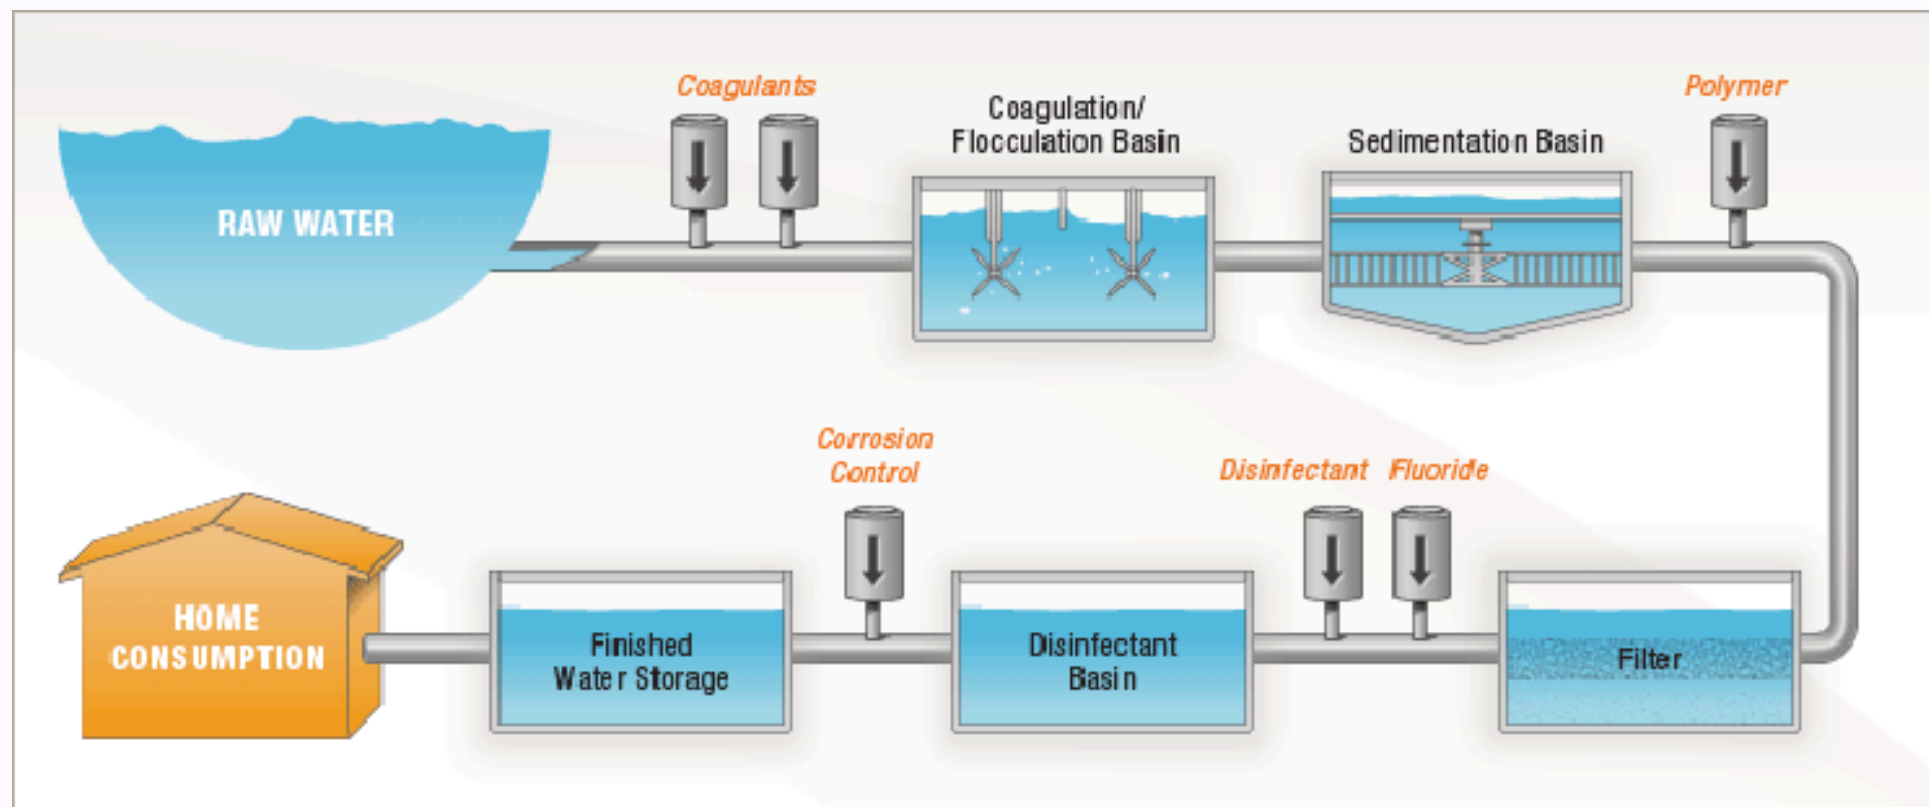 Coagulants
Coagulation/
Flocculation Basin
Sedimentation Basin
Polymer
RAW WATER
Corrosion
Control
Disinfectant
Fluoride
HOME
CONSUMPTION
Finished
Water Storage
Disinfectant
Basin
Filter